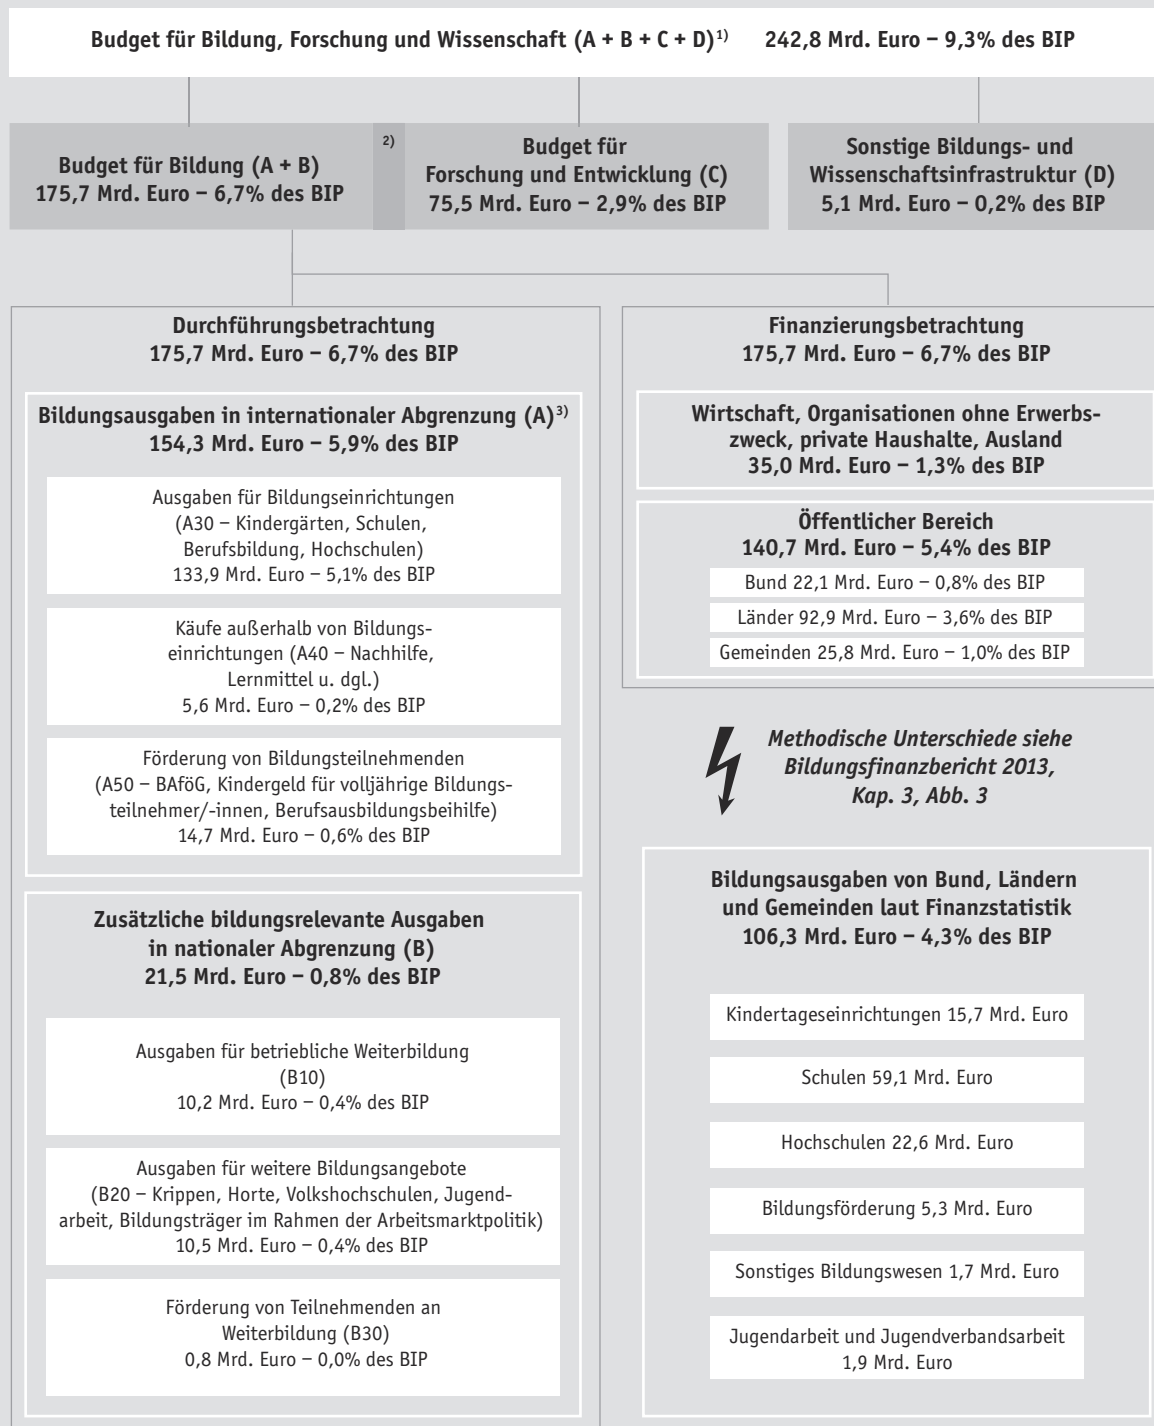 Budget für Bildung, Forschung und Wissenschaft (A + B + C + D)1) 242,8 Mrd. Euro – 9,3% des BIP
Budget für Bildung (A + B)
175,7 Mrd. Euro – 6,7% des BIP
2)
Budget für
Forschung und Entwicklung (C)
75,5 Mrd. Euro – 2,9% des BIP
Sonstige Bildungs- und
Wissenschaftsinfrastruktur (D)
5,1 Mrd. Euro – 0,2% des BIP
Durchführungsbetrachtung
175,7 Mrd. Euro – 6,7% des BIP
Bildungsausgaben in internationaler Abgrenzung (A)3)
154,3 Mrd. Euro – 5,9% des BIP
Ausgaben für Bildungseinrichtungen
(A30 – Kindergärten, Schulen,
Berufsbildung, Hochschulen)
133,9 Mrd. Euro – 5,1% des BIP
Käufe außerhalb von Bildungs-
einrichtungen (A40 – Nachhilfe,
Lernmittel u. dgl.)
5,6 Mrd. Euro – 0,2% des BIP
Förderung von Bildungsteilnehmenden
(A50 – BAföG, Kindergeld für volljährige Bildungs-
teilnehmer/-innen, Berufsausbildungsbeihilfe)
14,7 Mrd. Euro – 0,6% des BIP
Zusätzliche bildungsrelevante Ausgaben
in nationaler Abgrenzung (B)
21,5 Mrd. Euro – 0,8% des BIP
Ausgaben für betriebliche Weiterbildung
(B10)
10,2 Mrd. Euro – 0,4% des BIP
Ausgaben für weitere Bildungsangebote
(B20 – Krippen, Horte, Volkshochschulen, Jugend-
arbeit, Bildungsträger im Rahmen der Arbeitsmarktpolitik)
10,5 Mrd. Euro – 0,4% des BIP
Förderung von Teilnehmenden an
Weiterbildung (B30)
0,8 Mrd. Euro – 0,0% des BIP
Finanzierungsbetrachtung
175,7 Mrd. Euro – 6,7% des BIP
Wirtschaft, Organisationen ohne Erwerbs-
zweck, private Haushalte, Ausland
35,0 Mrd. Euro – 1,3% des BIP
Öffentlicher Bereich
140,7 Mrd. Euro – 5,4% des BIP
Bund 22,1 Mrd. Euro – 0,8% des BIP
Länder 92,9 Mrd. Euro – 3,6% des BIP
Gemeinden 25,8 Mrd. Euro – 1,0% des BIP
Methodische Unterschiede siehe
Bildungsfinanzbericht 2013,
Kap. 3, Abb. 3
Bildungsausgaben von Bund, Ländern
und Gemeinden laut Finanzstatistik
106,3 Mrd. Euro – 4,3% des BIP
Kindertageseinrichtungen 15,7 Mrd. Euro
Schulen 59,1 Mrd. Euro
Hochschulen 22,6 Mrd. Euro
Bildungsförderung 5,3 Mrd. Euro
Sonstiges Bildungswesen 1,7 Mrd. Euro
Jugendarbeit und Jugendverbandsarbeit
1,9 Mrd. Euro